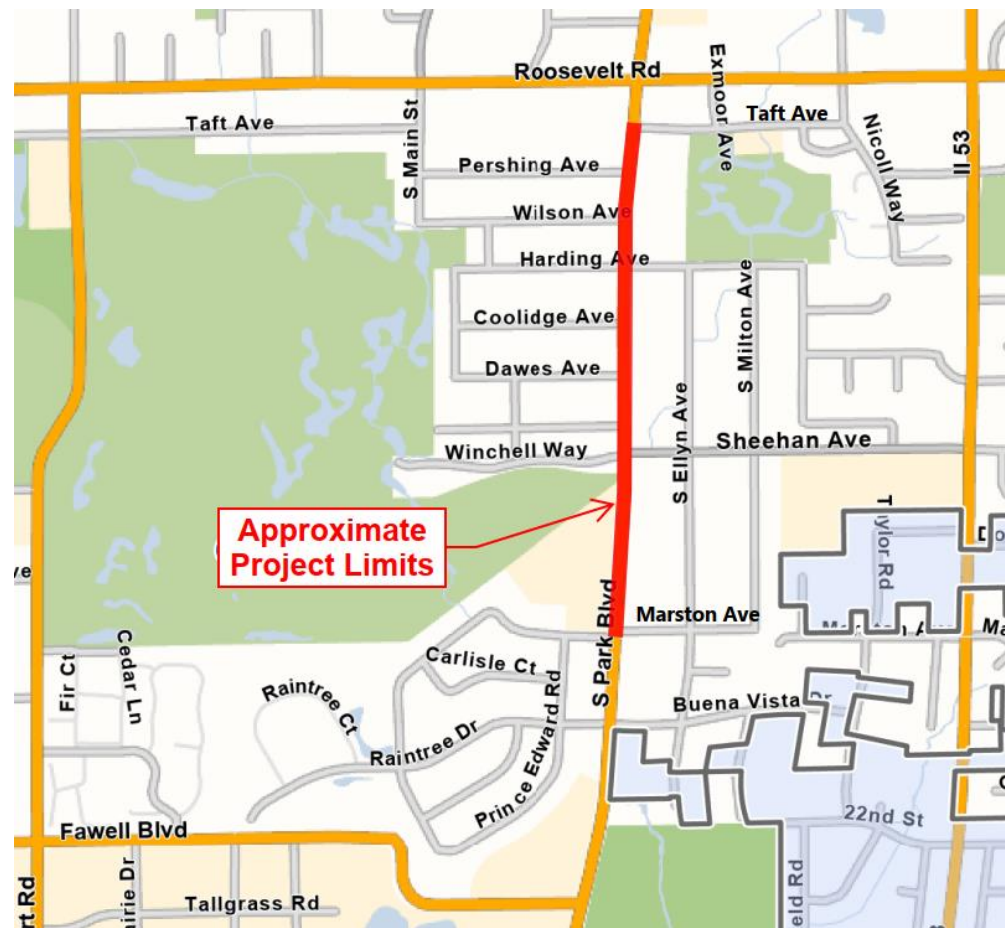 Roosevelt Rd
Exmoor Ave
Taft Ave
Taft Ave
S Main St
Nicoll Way
Il 53
Pershing Ave
Wilson Ave
Harding Ave
S Milton Ave
Coolidge Ave
Dawes Ave
S Ellyn Ave
Sheehan Ave
Winchell Way
Approximate
Project Limits
Taylor Rd
S Park Blvd
Marston Ave
Cedar Ln
Fir Ct
Carlisle Ct
Raintree Ct
Prince Edward Rd
Buena Vista
Raintree Dr
22nd St
Fawell Blvd
Tallgrass Rd